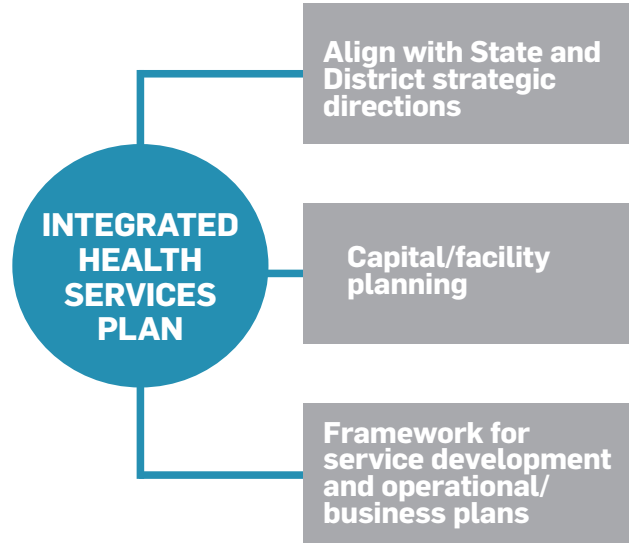 Align with State and
District strategic
directions
INTEGRATED
HEALTH
SERVICES
PLAN
Capital/facility
planning
Framework for
service development
and operational/
business plans